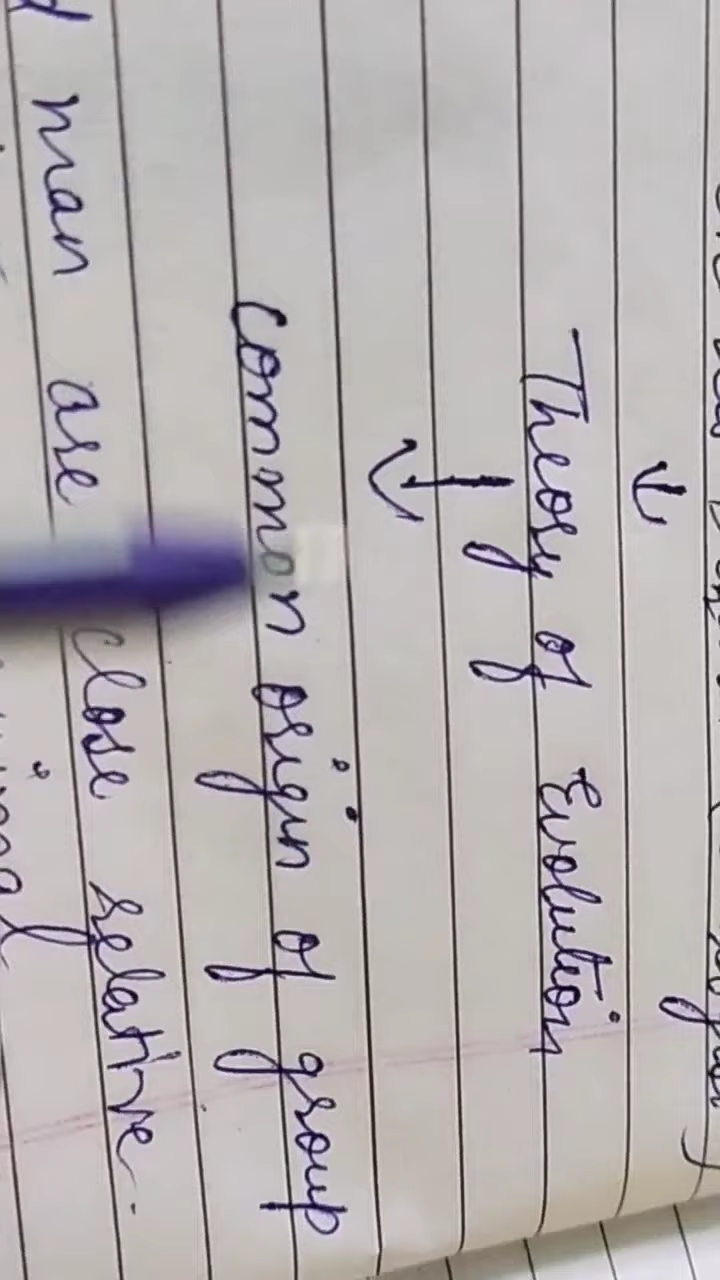 ↓
Theory of Evolution
↓
Common origin of group
man are close relative.